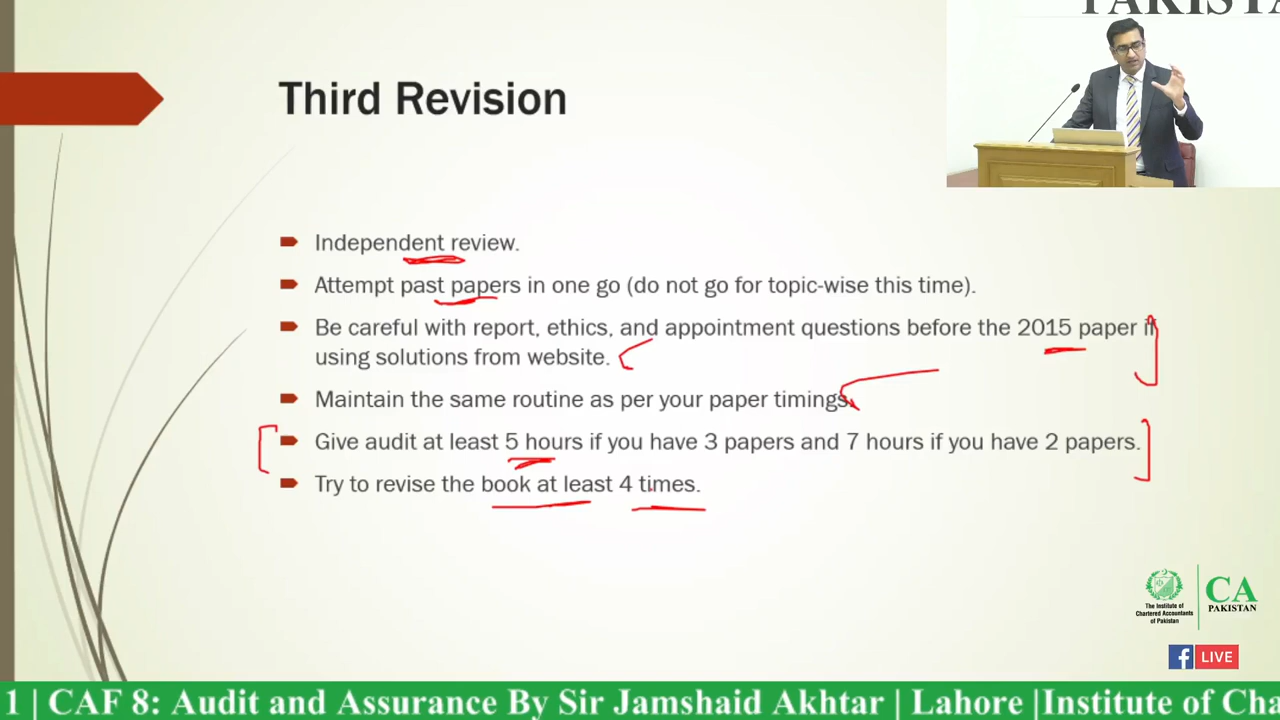 PAKISTA
Third Revision
Independent review.
Attempt past papers in one go (do not go for topic-wise this time).
Be careful with report, ethics, and appointment questions before the 2015 paper if
using solutions from website.
Maintain the same routine as per your paper timings.
Give audit at least 5 hours if you have 3 papers and 7 hours if you have 2 papers.
Try to revise the book at least 4 times.
The Institute of
Chartered Accountants
of Pakistan
CA
PAKISTAN
f LIVE
1 | CAF 8: Audit and Assurance By Sir Jamshaid Akhtar | Lahore |Institute of Cha